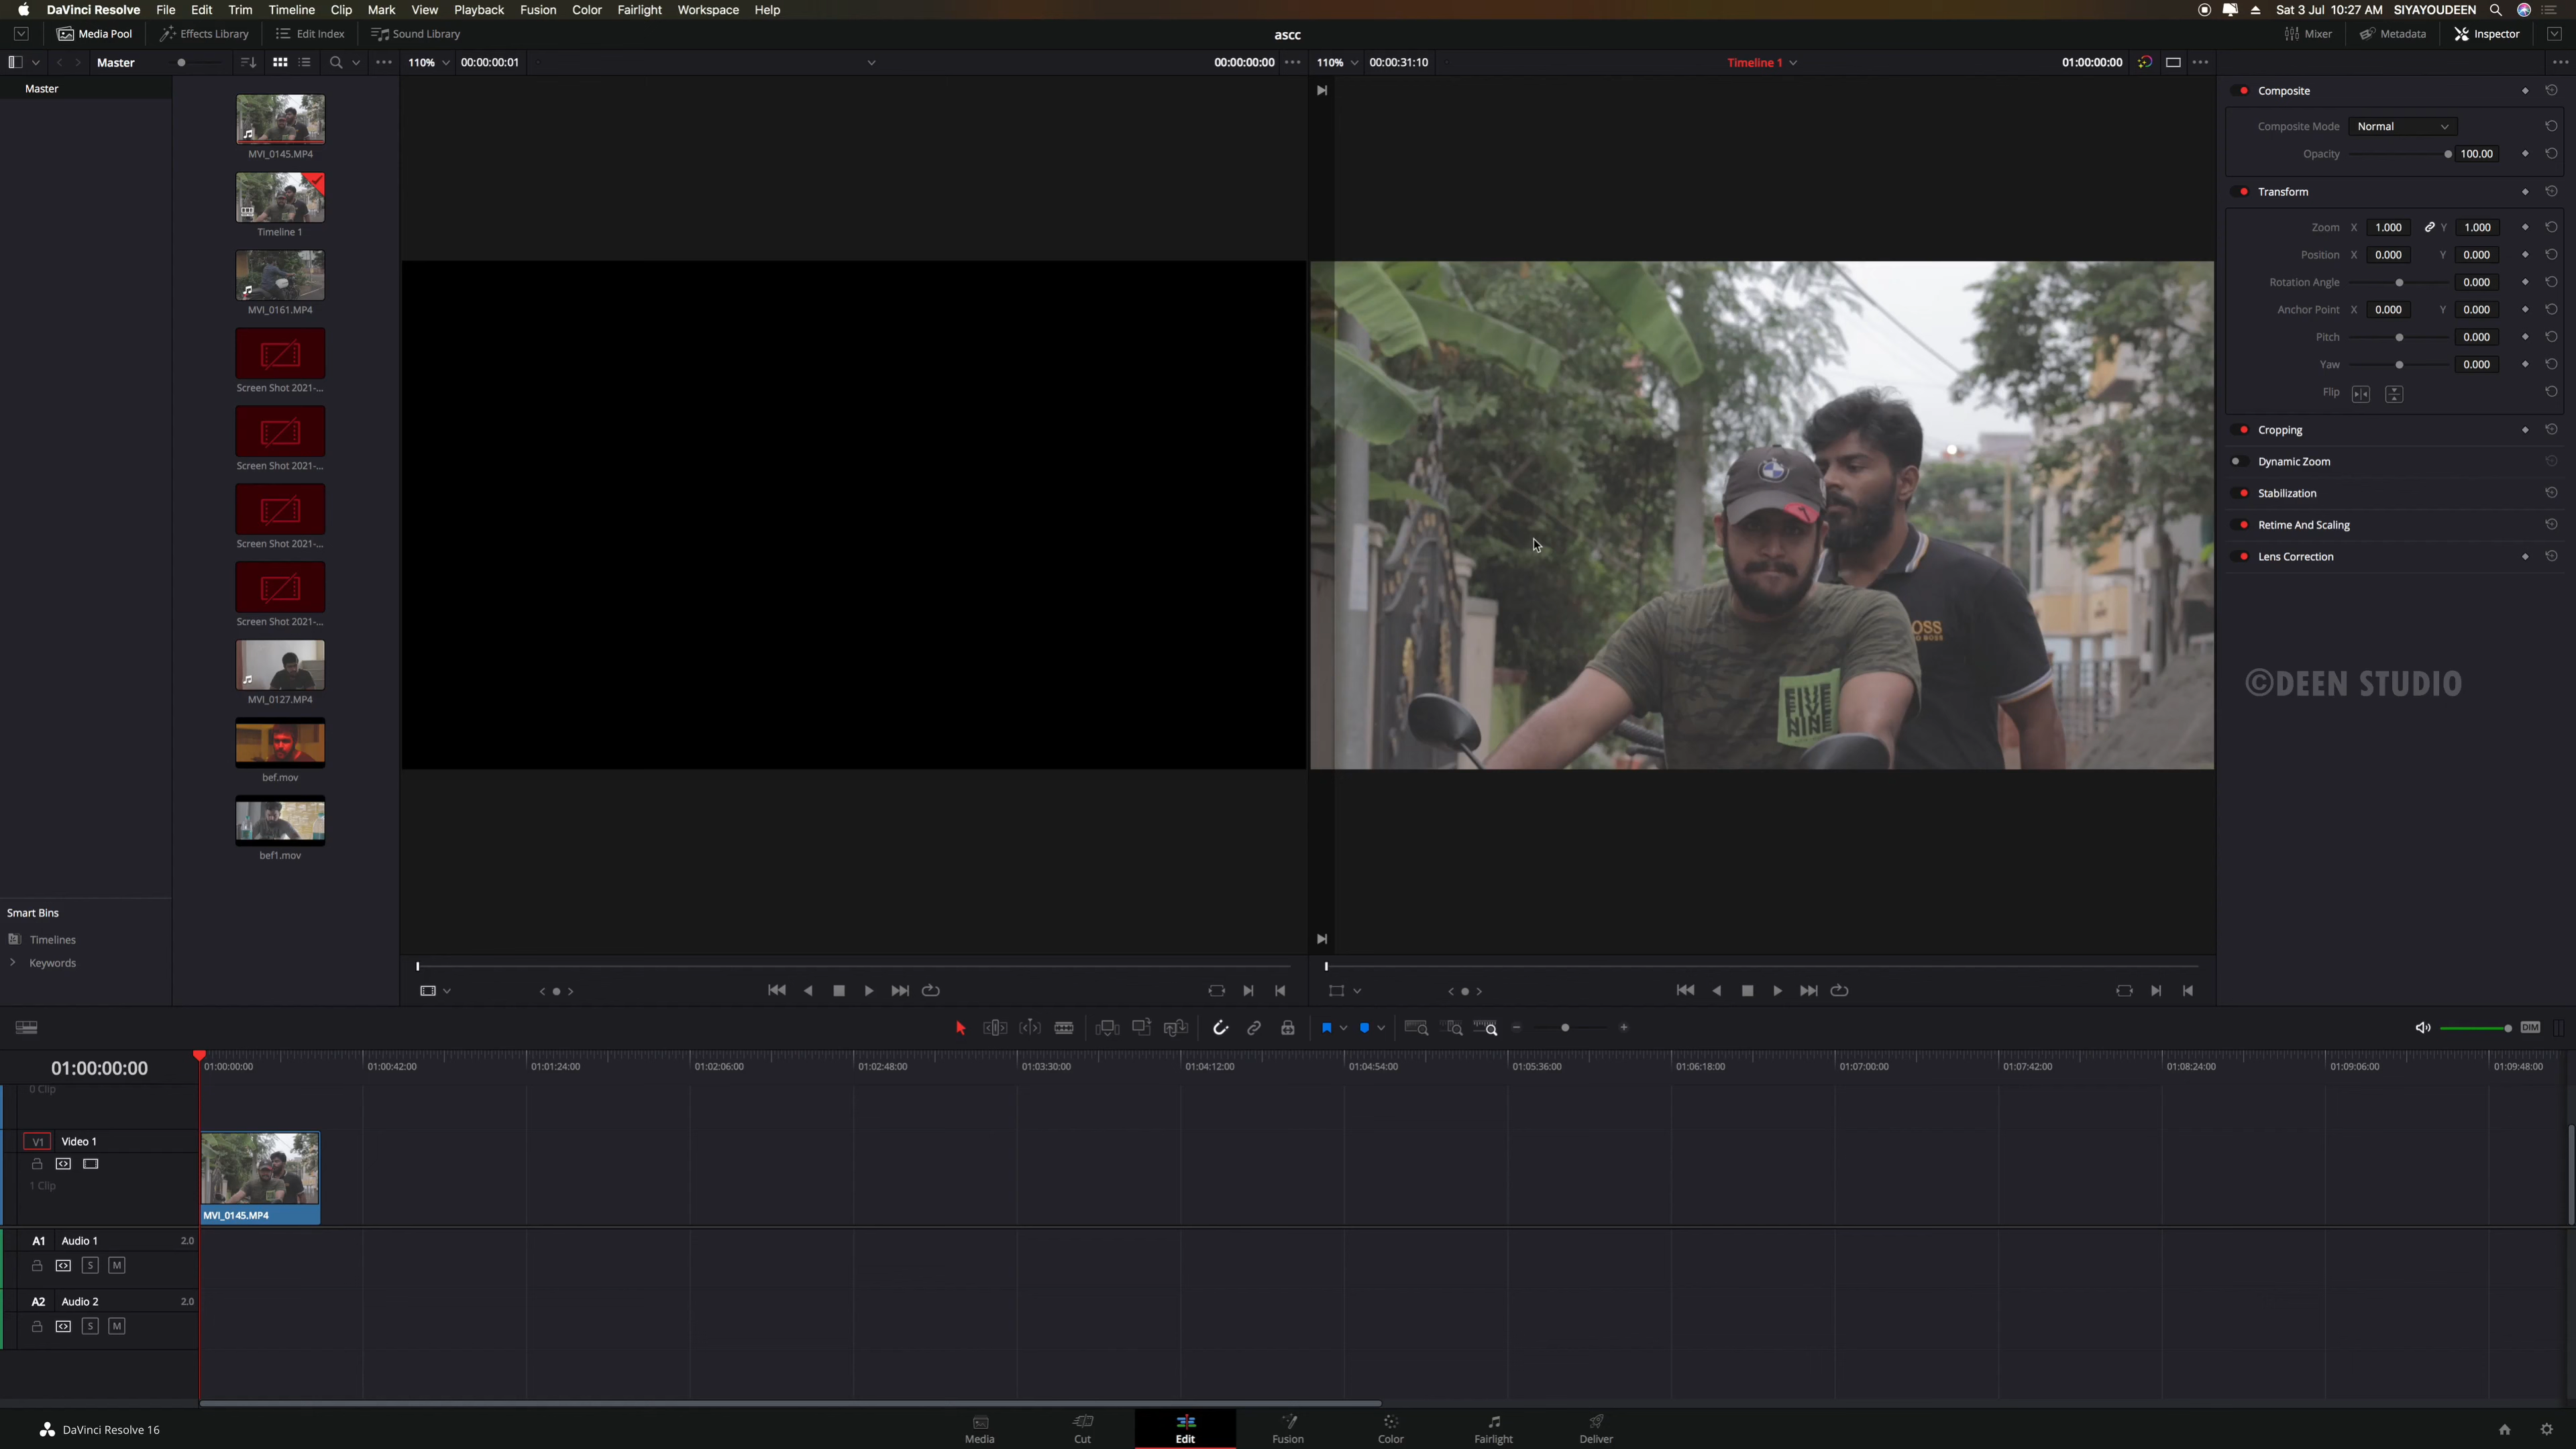 DaVinci Resolve File Edit Trim Timeline Clip Mark View Playback Fusion Color Fairlight Workspace Help Sat 3 Jul 10:27 AM SIYAYOUDEEN
Media Pool Effects Library Edit Index Sound Library ascc Mixer Metadata Inspector
Master 110% 00:00:00:01 00:00:00:00 110% 00:00:31:10 Timeline 1 01:00:00:00
Master
MVI_0145.MP4
Timeline 1
MVI_0161.MP4
Screen Shot 2021-...
Screen Shot 2021-...
Screen Shot 2021-...
Screen Shot 2021-...
MVI_0127.MP4
bef.mov
bef1.mov
Smart Bins
Timelines
Keywords
OSS
O BOSS
FIVE
FIVE
NINE
Composite
Composite Mode Normal
Opacity 100.00
Transform
Zoom X 1.000 Y 1.000
Position X 0.000 Y 0.000
Rotation Angle 0.000
Anchor Point X 0.000 Y 0.000
Pitch 0.000
Yaw 0.000
Flip
Cropping
Dynamic Zoom
Stabilization
Retime And Scaling
Lens Correction
©DEEN STUDIO
DIM
01:00:00:00 01:00:00:00 01:00:42:00 01:01:24:00 01:02:06:00 01:02:48:00 01:03:30:00 01:04:12:00 01:04:54:00 01:05:36:00 01:06:18:00 01:07:00:00 01:07:42:00 01:08:24:00 01:09:06:00 01:09:48:00
0 Clip
V1 Video 1
1 Clip
MVI_0145.MP4
A1 Audio 1 2.0
S M
A2 Audio 2 2.0
S M
DaVinci Resolve 16 Media Cut Edit Fusion Color Fairlight Deliver